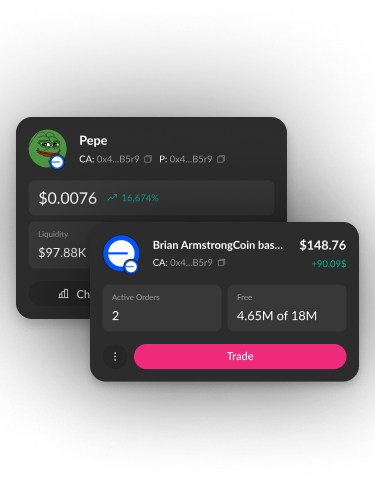 Pepe
CA: 0x4...B5r9 P: 0x4...B5r9
$0.0076 16,674%
Liquidity
$97.88K
Ch
Brian ArmstrongCoin bas... $148.76
CA: 0x4...B5r9 +90.09$
Active Orders Free
2 4.65M of 18M
Trade